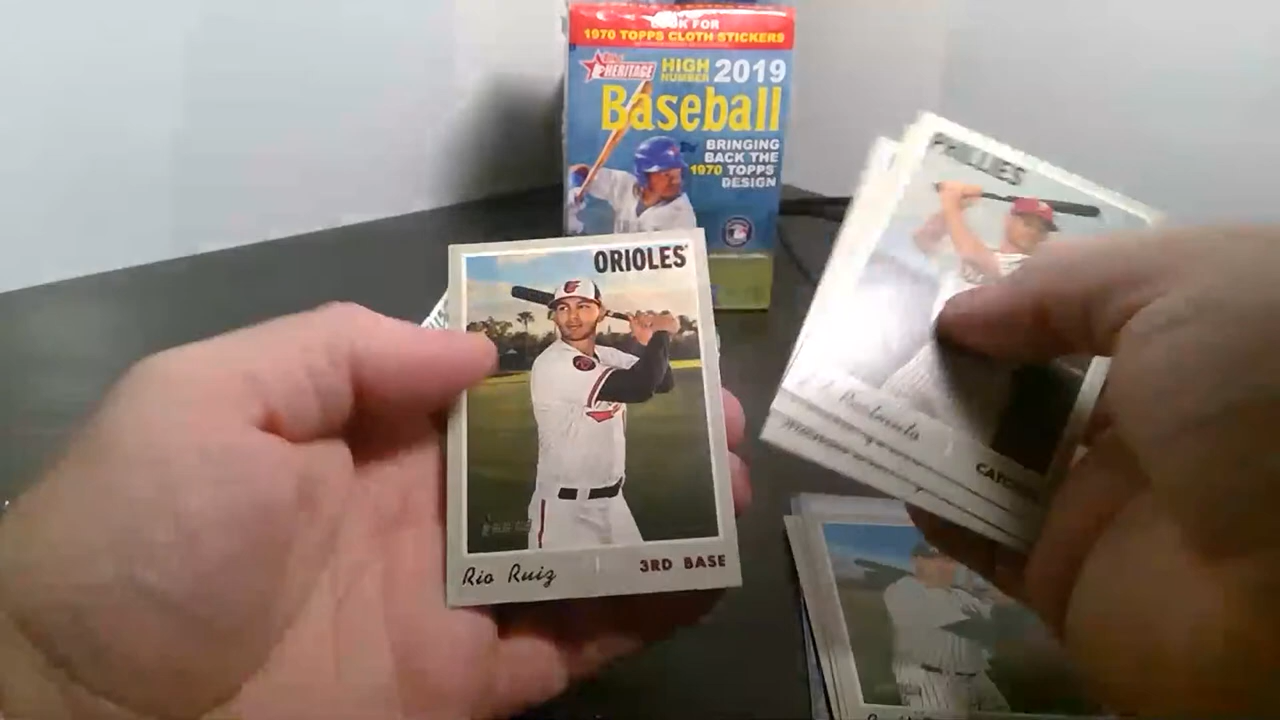 LOOK FOR
1970 TOPPS CLOTH STICKERS
Topps
HERITAGE
HIGH
NUMBER
2019
Baseball
BRINGING
BACK THE
1970 TOPPS
DESIGN
ORIOLES
Rio Ruiz
3RD BASE
PHILLIES